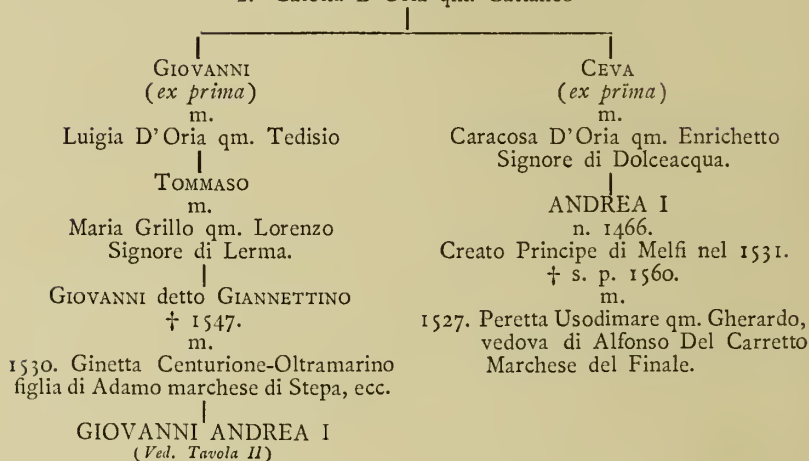 GIOVANNI
(ex prima)
m.
Luigia D'Oria qm. Tedisio
TOMMASO
m.
Maria Grillo qm. Lorenzo
Signore di Lerma.
GIOVANNI detto GIANNETTINO
† 1547.
m.
1530. Ginetta Centurione-Oltramarino
figlia di Adamo marchese di Stepa, ecc.
GIOVANNI ANDREA I
(Ved. Tavola II)
CEVA
(ex prima)
m.
Caracosa D'Oria qm. Enrichetto
Signore di Dolceacqua.
ANDREA I
n. 1466.
Creato Principe di Melfi nel 1531.
† s. p. 1560.
m.
1527. Peretta Usodimare qm. Gherardo,
vedova di Alfonso Del Carretto
Marchese del Finale.